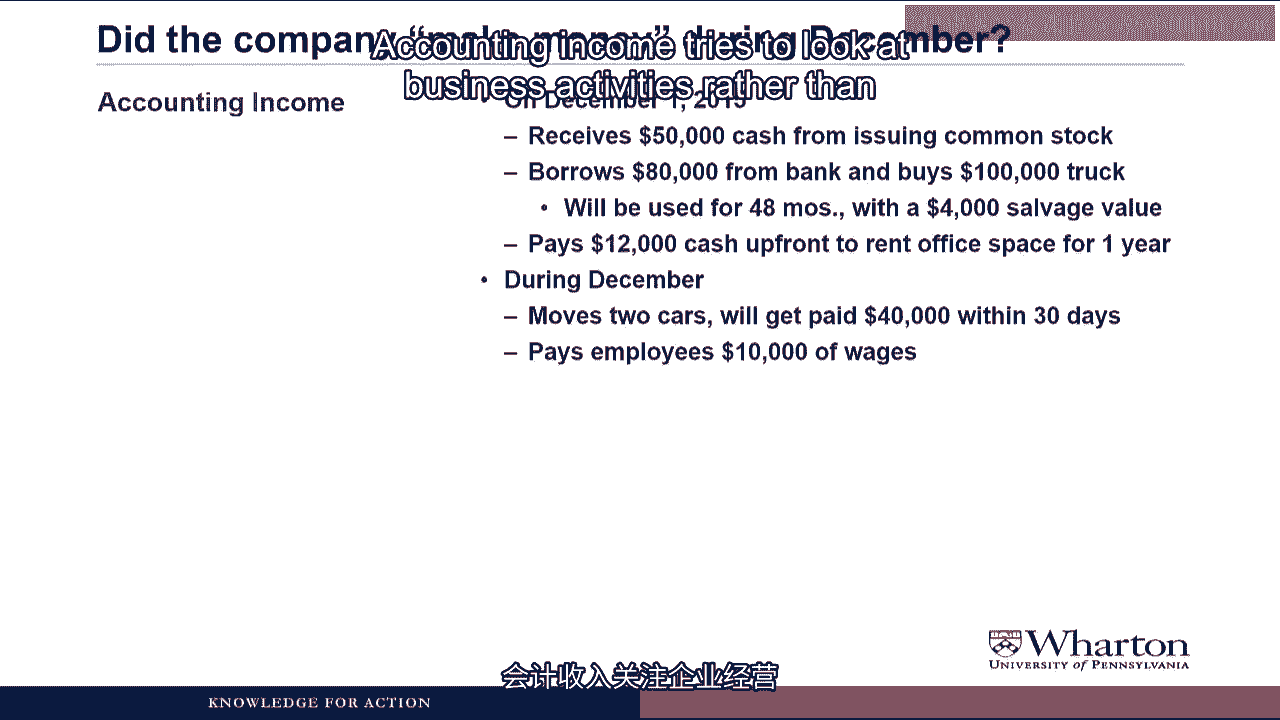 Did the company "make money" during December?
Accounting income tries to look at
business activities rather than
Accounting Income
• On December 1, 2015
– Receives $50,000 cash from issuing common stock
– Borrows $80,000 from bank and buys $100,000 truck
• Will be used for 48 mos., with a $4,000 salvage value
– Pays $12,000 cash upfront to rent office space for 1 year
• During December
– Moves two cars, will get paid $40,000 within 30 days
– Pays employees $10,000 of wages
Wharton
UNIVERSITY of PENNSYLVANIA
会计收入关注企业经营
KNOWLEDGE FOR ACTION